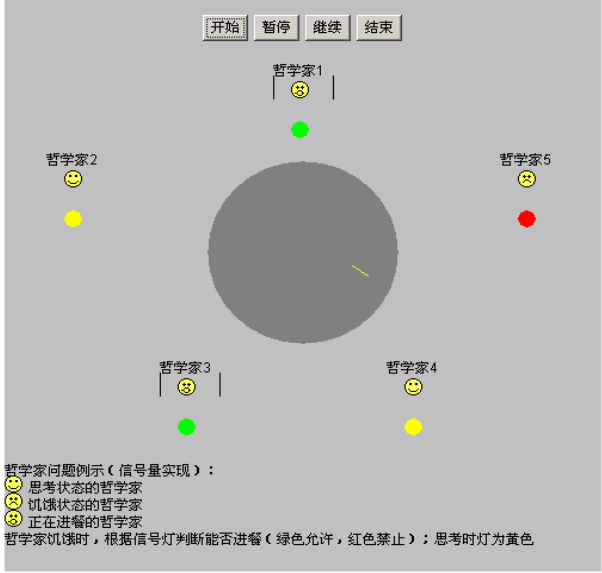 开始 暂停 继续 结束
哲学家1
哲学家2
哲学家5
哲学家3
哲学家4
哲学家问题例示(信号量实现):
思考状态的哲学家
饥饿状态的哲学家
正在进餐的哲学家
哲学家饥饿时,根据信号灯判断能否进餐(绿色允许,红色禁止);思考时灯为黄色